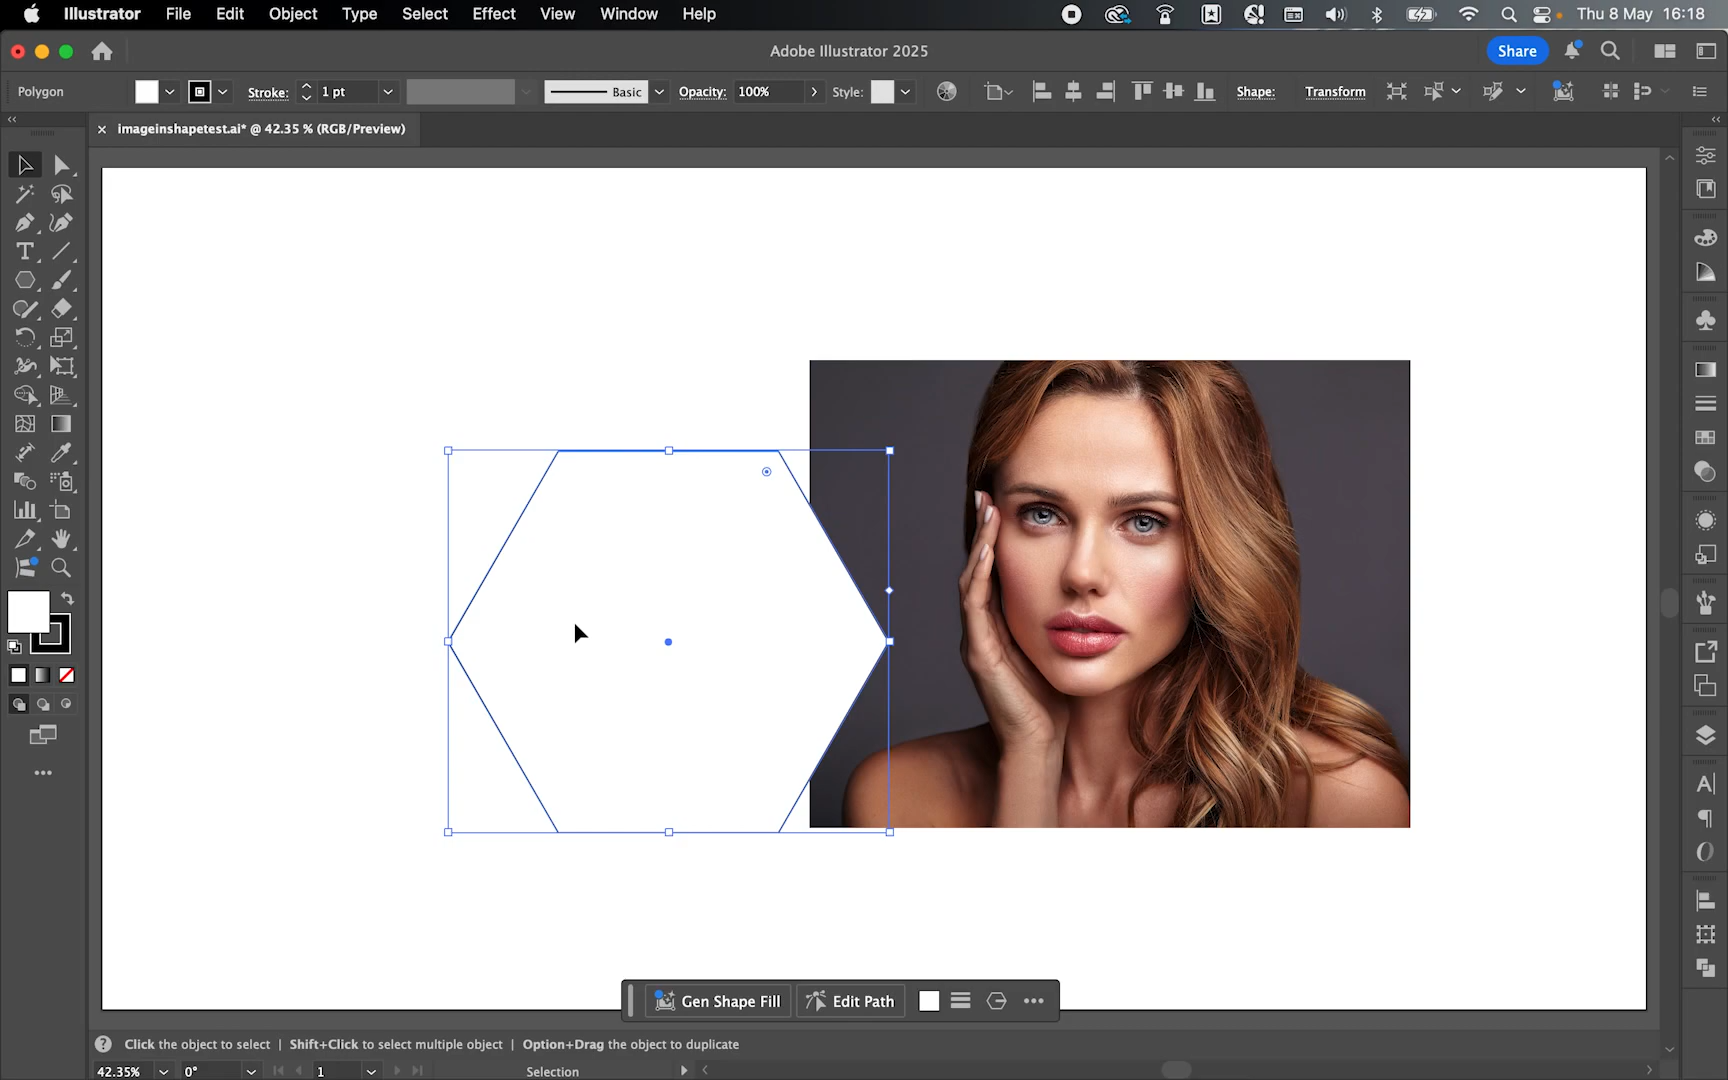 Illustrator File Edit Object Type Select Effect View Window Help Thu 8 May 16:18
Adobe Illustrator 2025 Share
Polygon Stroke: 1 pt Basic Opacity: 100% Style: Shape: Transform
× imageinshapetest.ai* @ 42.35 % (RGB/Preview)
Gen Shape Fill Edit Path
Click the object to select | Shift+Click to select multiple object | Option+Drag the object to duplicate
42.35% 0° 1 Selection